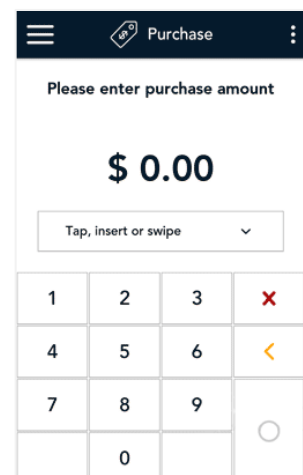 Purchase
Please enter purchase amount
$ 0.00
Tap, insert or swipe
1 2 3
4 5 6
7 8 9
0